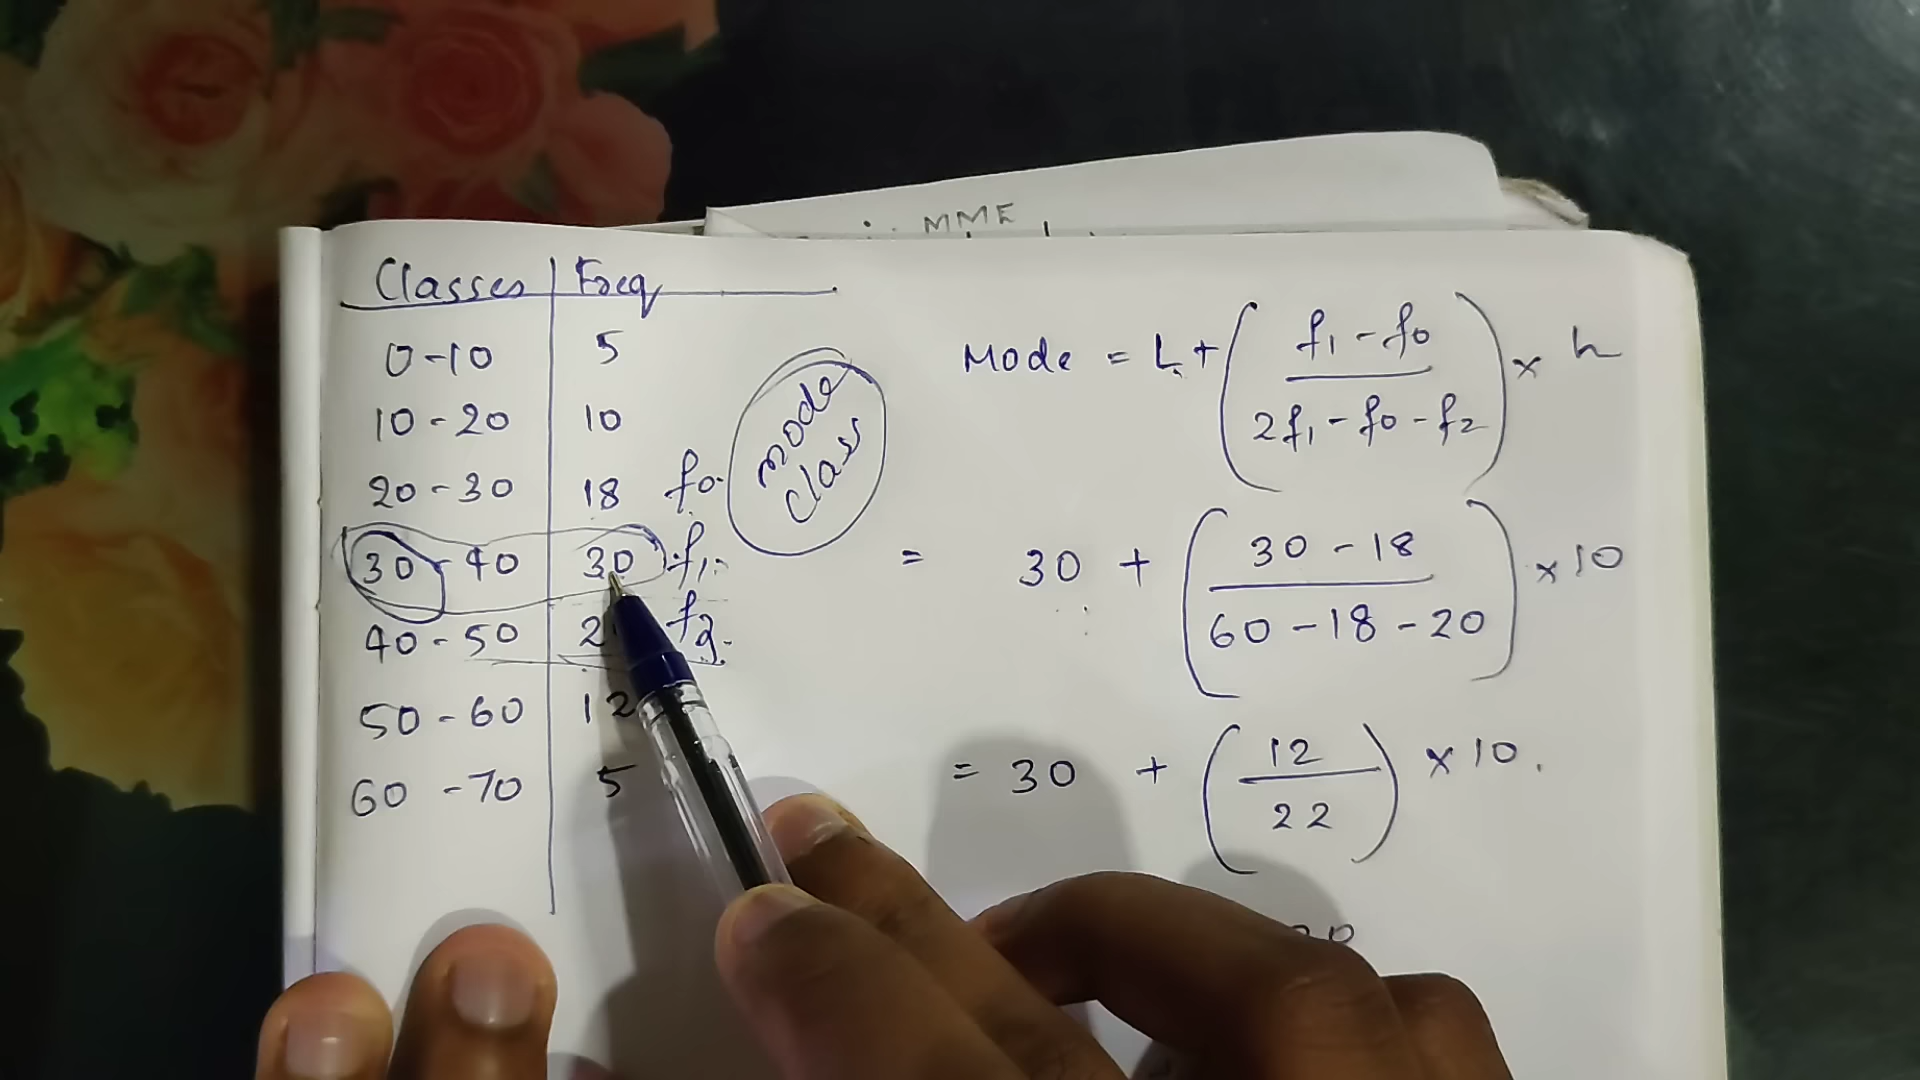 MME
Classes Freq
0-10 5
10-20 10
20-30 18 f0.
30-40 30 f1.
40-50 2 f2.
50-60 12
60-70 5
Mode Class
Mode = L + ( f1 - f0 / 2f1 - f0 - f2 ) × h
= 30 + ( 30 - 18 / 60 - 18 - 20 ) × 10
= 30 + ( 12 / 22 ) × 10.